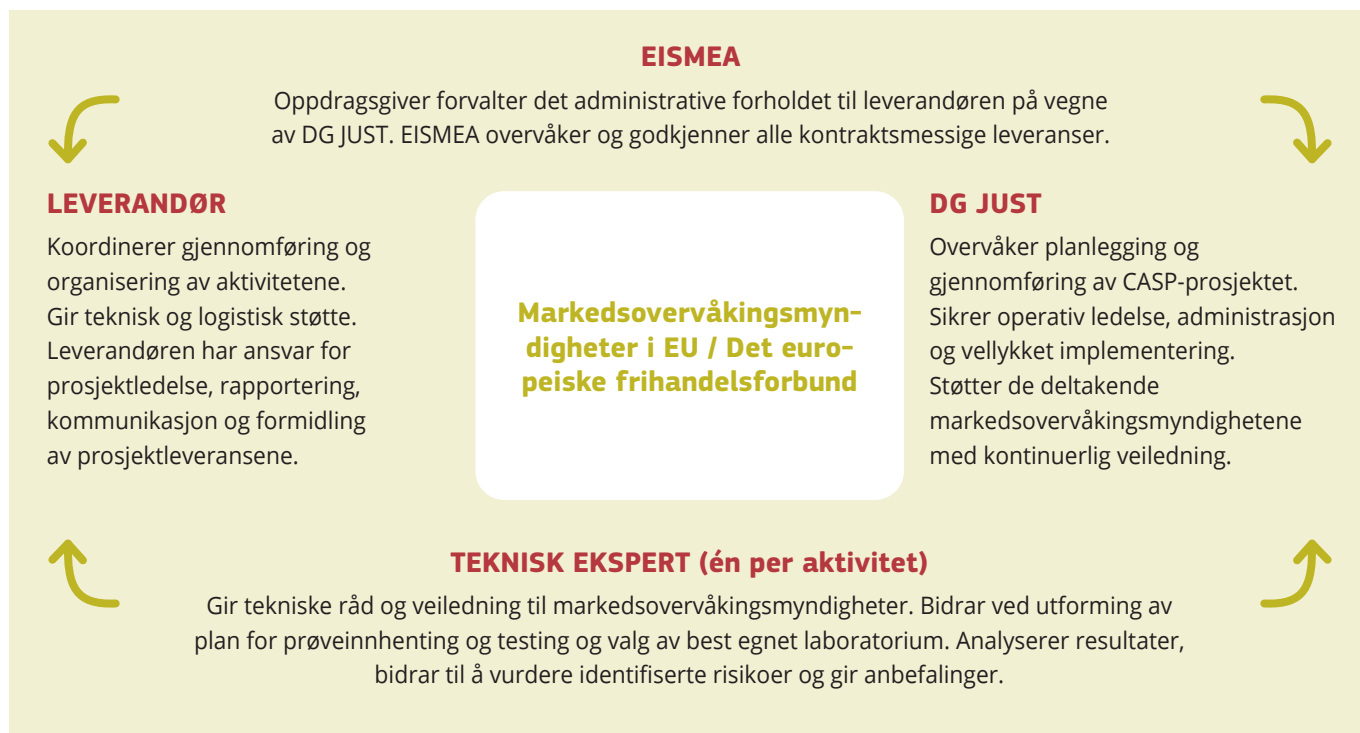 EISMEA
Oppdragsgiver forvalter det administrative forholdet til leverandøren på vegne
av DG JUST. EISMEA overvåker og godkjenner alle kontraktsmessige leveranser.
LEVERANDØR
Koordinerer gjennomføring og
organisering av aktivitetene.
Gir teknisk og logistisk støtte.
Leverandøren har ansvar for
prosjektledelse, rapportering,
kommunikasjon og formidling
av prosjektleveransene.
Markedsovervåkingsmyn-
digheter i EU / Det euro-
peiske frihandelsforbund
DG JUST
Overvåker planlegging og
gjennomføring av CASP-prosjektet.
Sikrer operativ ledelse, administrasjon
og vellykket implementering.
Støtter de deltakende
markedsovervåkingsmyndighetene
med kontinuerlig veiledning.
TEKNISK EKSPERT (én per aktivitet)
Gir tekniske råd og veiledning til markedsovervåkingsmyndigheter. Bidrar ved utforming av
plan for prøveinnhenting og testing og valg av best egnet laboratorium. Analyserer resultater,
bidrar til å vurdere identifiserte risikoer og gir anbefalinger.